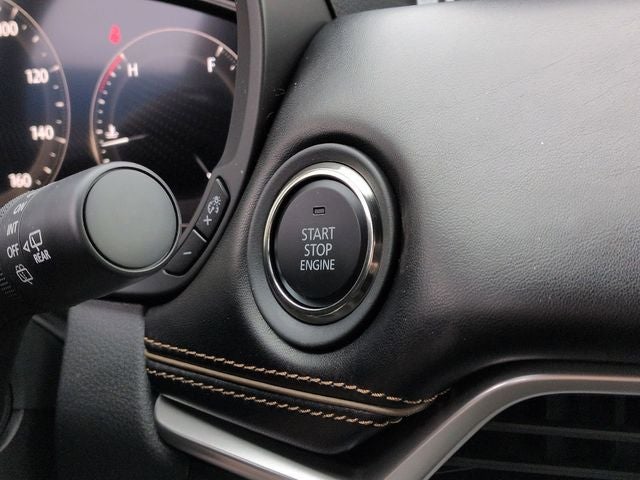 100
120
140
160
H
F
ON
INT
OFF
REAR
START
STOP
ENGINE